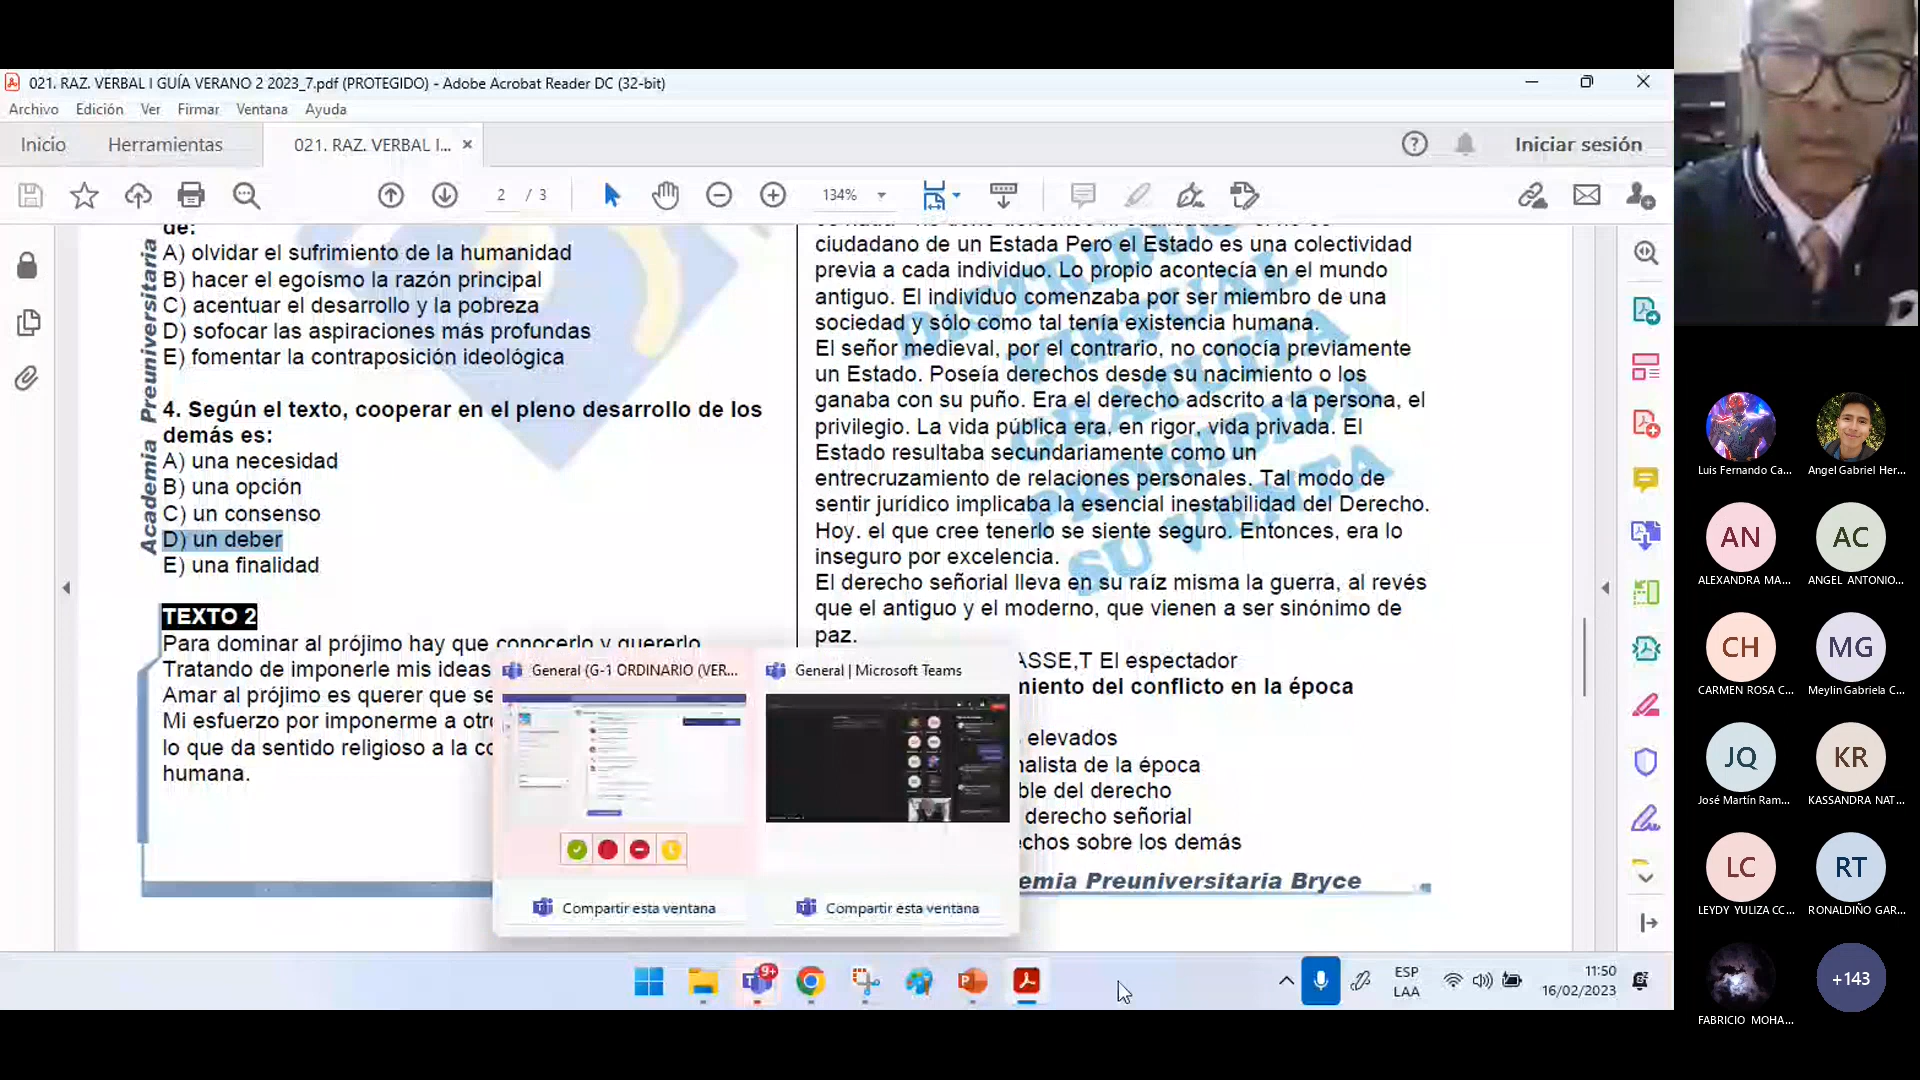 021. RAZ. VERBAL I GUÍA VERANO 2 2023_7.pdf (PROTEGIDO) - Adobe Acrobat Reader DC (32-bit)
Archivo Edición Ver Firmar Ventana Ayuda
Inicio Herramientas 021. RAZ. VERBAL I... Iniciar sesión
2 / 3 134%
Academia Preuniversitaria
de:
A) olvidar el sufrimiento de la humanidad
B) hacer el egoísmo la razón principal
C) acentuar el desarrollo y la pobreza
D) sofocar las aspiraciones más profundas
E) fomentar la contraposición ideológica
4. Según el texto, cooperar en el pleno desarrollo de los
demás es:
A) una necesidad
B) una opción
C) un consenso
D) un deber
E) una finalidad
TEXTO 2
Para dominar al prójimo hay que conocerlo y quererlo
Tratando de imponerle mis ideas
Amar al prójimo es querer que se
Mi esfuerzo por imponerme a otro
lo que da sentido religioso a la co
humana.
ciudadano de un Estada Pero el Estado es una colectividad
previa a cada individuo. Lo propio acontecía en el mundo
antiguo. El individuo comenzaba por ser miembro de una
sociedad y sólo como tal tenía existencia humana.
El señor medieval, por el contrario, no conocía previamente
un Estado. Poseía derechos desde su nacimiento o los
ganaba con su puño. Era el derecho adscrito a la persona, el
privilegio. La vida pública era, en rigor, vida privada. El
Estado resultaba secundariamente como un
entrecruzamiento de relaciones personales. Tal modo de
sentir jurídico implicaba la esencial inestabilidad del Derecho.
Hoy. el que cree tenerlo se siente seguro. Entonces, era lo
inseguro por excelencia.
El derecho señorial lleva en su raíz misma la guerra, al revés
que el antiguo y el moderno, que vienen a ser sinónimo de
paz.
ASSE,T El espectador
miento del conflicto en la época
elevados
nalista de la época
ble del derecho
derecho señorial
echos sobre los demás
emia Preuniversitaria Bryce
VIRTUAL
GRATUITA
PROHIBIDA
SU VENTA
General (G-1 ORDINARIO (VER...
General | Microsoft Teams
Compartir esta ventana
Compartir esta ventana
9+
ESP
LAA
11:50
16/02/2023
Luis Fernando Ca...
Angel Gabriel Her...
AN
ALEXANDRA MA...
AC
ANGEL ANTONIO...
CH
CARMEN ROSA C...
MG
Meylin Gabriela C...
JQ
José Martín Ram...
KR
KASSANDRA NAT...
LC
LEYDY YULIZA CC...
RT
RONALDIÑO GAR...
FABRICIO MOHA...
+143